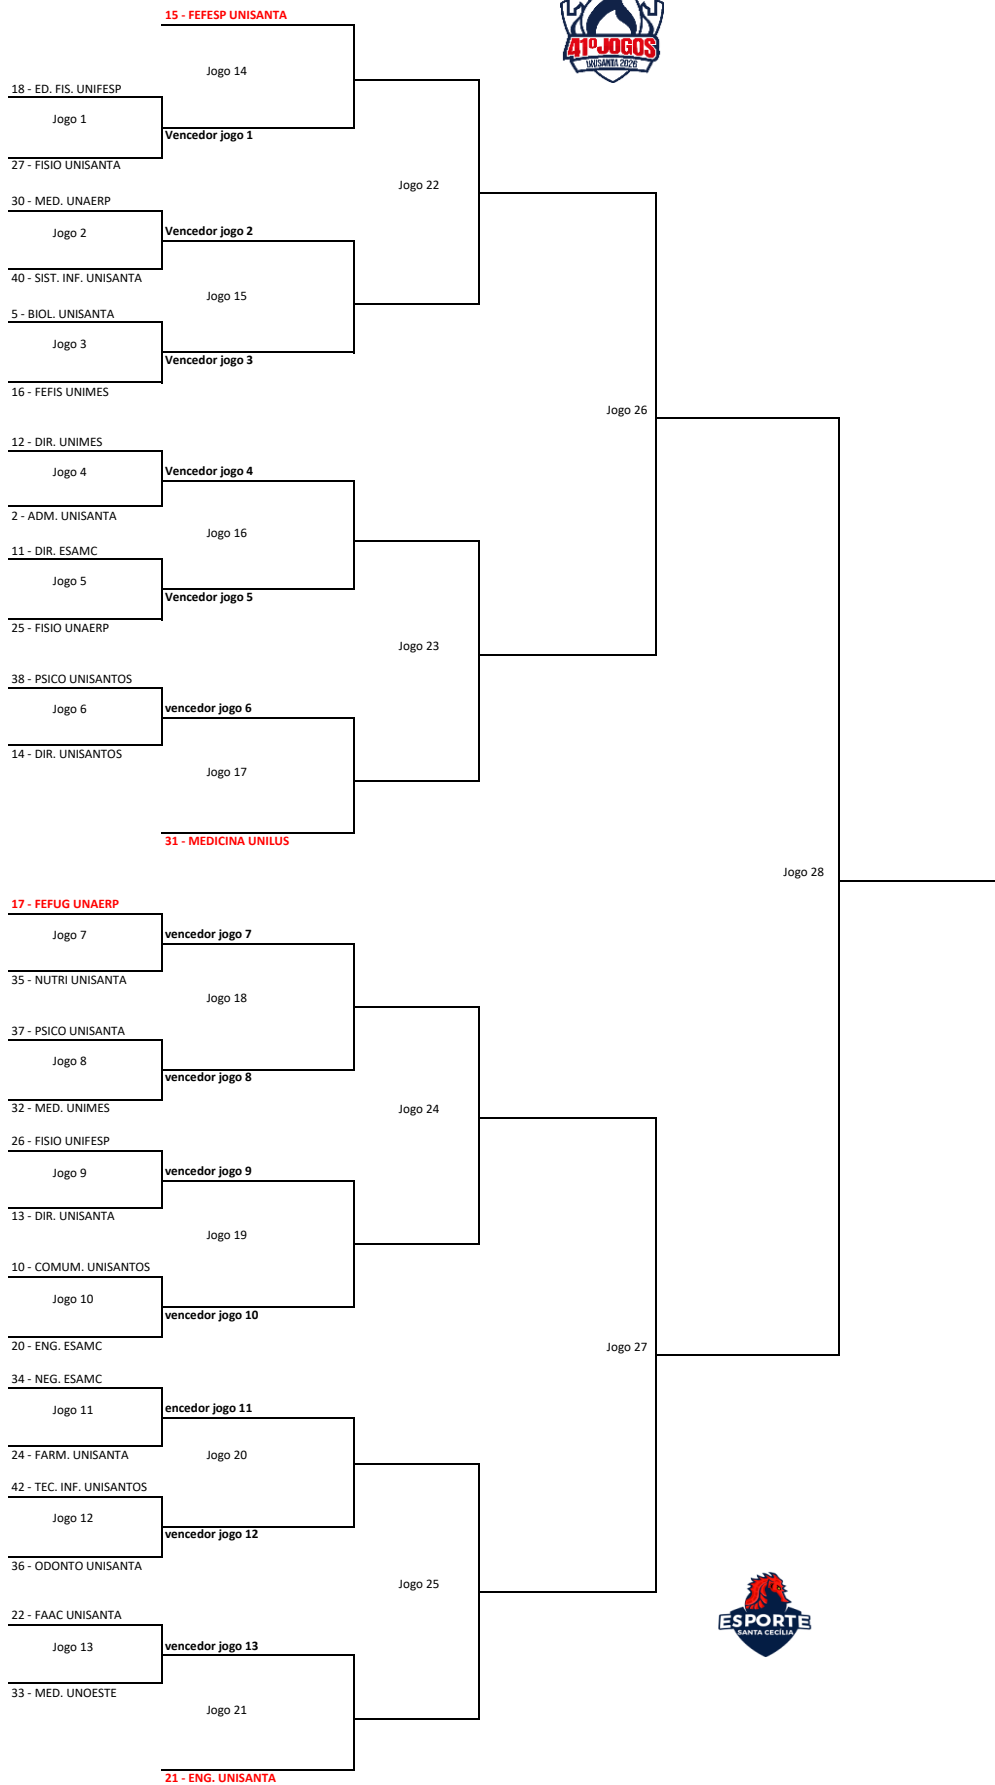 15 - FEFESP UNISANTA
41º JOGOS
UNISANTA 2026
Jogo 14
18 - ED. FIS. UNIFESP
Jogo 1
Vencedor jogo 1
27 - FISIO UNISANTA
Jogo 22
30 - MED. UNAERP
Jogo 2
Vencedor jogo 2
40 - SIST. INF. UNISANTA
Jogo 15
5 - BIOL. UNISANTA
Jogo 3
Vencedor jogo 3
16 - FEFIS UNIMES
Jogo 26
12 - DIR. UNIMES
Jogo 4
Vencedor jogo 4
2 - ADM. UNISANTA
Jogo 16
11 - DIR. ESAMC
Jogo 5
Vencedor jogo 5
25 - FISIO UNAERP
Jogo 23
38 - PSICO UNISANTOS
Jogo 6
vencedor jogo 6
14 - DIR. UNISANTOS
Jogo 17
31 - MEDICINA UNILUS
Jogo 28
17 - FEFUG UNAERP
Jogo 7
vencedor jogo 7
35 - NUTRI UNISANTA
Jogo 18
37 - PSICO UNISANTA
Jogo 8
vencedor jogo 8
32 - MED. UNIMES
Jogo 24
26 - FISIO UNIFESP
Jogo 9
vencedor jogo 9
13 - DIR. UNISANTA
Jogo 19
10 - COMUM. UNISANTOS
Jogo 10
vencedor jogo 10
20 - ENG. ESAMC
Jogo 27
34 - NEG. ESAMC
Jogo 11
encedor jogo 11
24 - FARM. UNISANTA
Jogo 20
42 - TEC. INF. UNISANTOS
Jogo 12
vencedor jogo 12
36 - ODONTO UNISANTA
Jogo 25
22 - FAAC UNISANTA
Jogo 13
vencedor jogo 13
33 - MED. UNOESTE
Jogo 21
21 - ENG. UNISANTA
ESPORTE
SANTA CECÍLIA